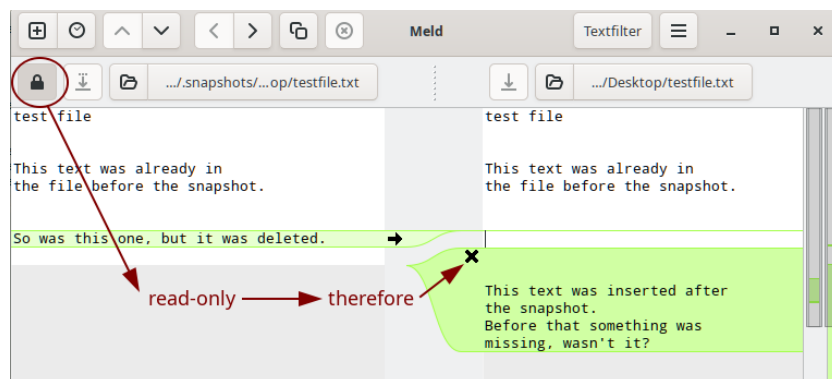 Meld
Textfilter
.../.snapshots/...op/testfile.txt
.../Desktop/testfile.txt
test file
This text was already in
the file before the snapshot.
So was this one, but it was deleted.
test file
This text was already in
the file before the snapshot.
This text was inserted after
the snapshot.
Before that something was
missing, wasn't it?
read-only
therefore